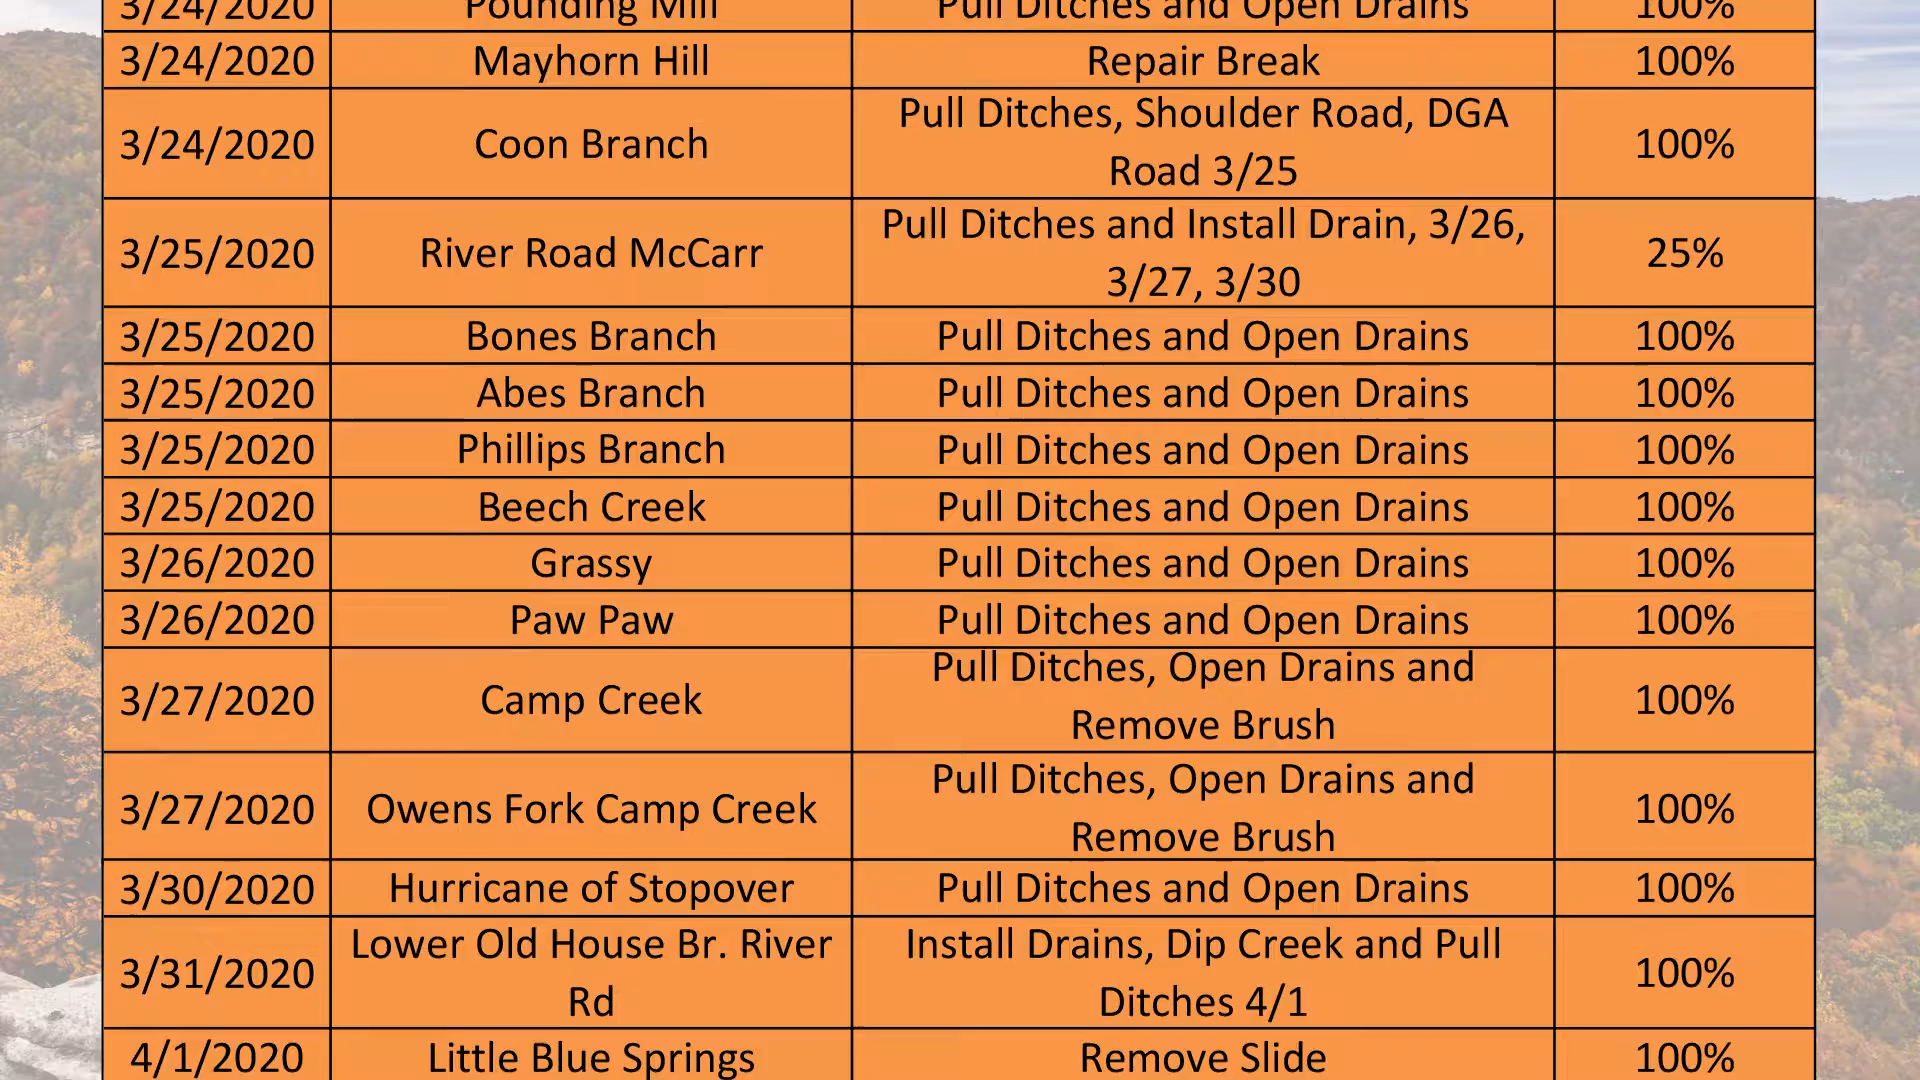 3/24/2020 Pounding Mill Pull Ditches and Open Drains 100%
3/24/2020 Mayhorn Hill Repair Break 100%
3/24/2020 Coon Branch Pull Ditches, Shoulder Road, DGA
Road 3/25 100%
3/25/2020 River Road McCarr Pull Ditches and Install Drain, 3/26,
3/27, 3/30 25%
3/25/2020 Bones Branch Pull Ditches and Open Drains 100%
3/25/2020 Abes Branch Pull Ditches and Open Drains 100%
3/25/2020 Phillips Branch Pull Ditches and Open Drains 100%
3/25/2020 Beech Creek Pull Ditches and Open Drains 100%
3/26/2020 Grassy Pull Ditches and Open Drains 100%
3/26/2020 Paw Paw Pull Ditches and Open Drains 100%
3/27/2020 Camp Creek Pull Ditches, Open Drains and
Remove Brush 100%
3/27/2020 Owens Fork Camp Creek Pull Ditches, Open Drains and
Remove Brush 100%
3/30/2020 Hurricane of Stopover Pull Ditches and Open Drains 100%
3/31/2020 Lower Old House Br. River
Rd Install Drains, Dip Creek and Pull
Ditches 4/1 100%
4/1/2020 Little Blue Springs Remove Slide 100%